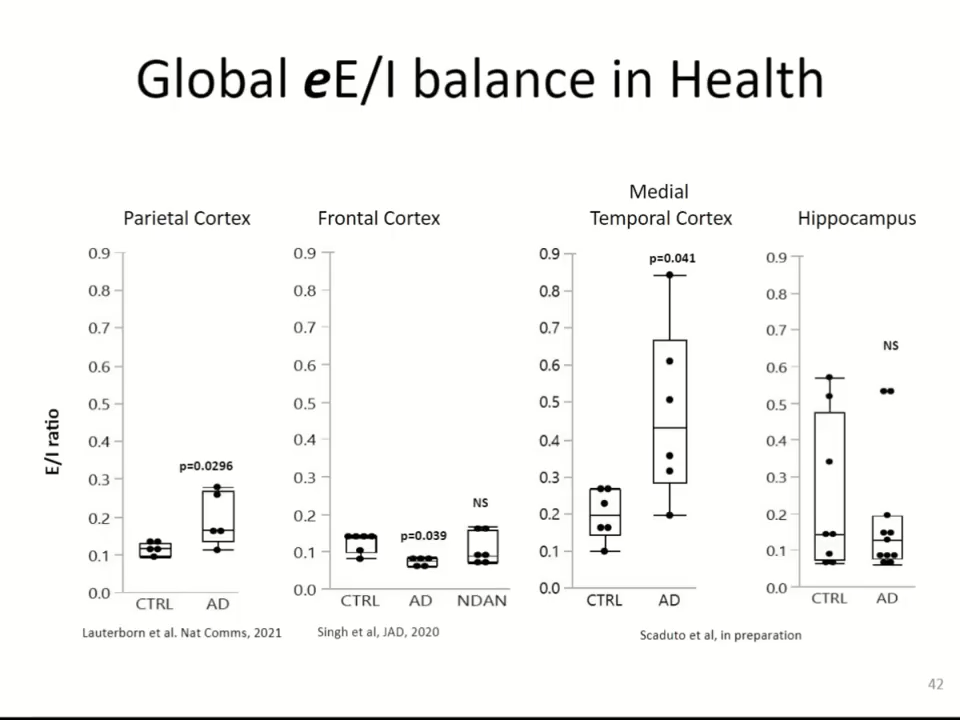 Global eE/I balance in Health
Parietal Cortex
Frontal Cortex
Medial
Temporal Cortex
Hippocampus
E/I ratio
0.9
0.8
0.7
0.6
0.5
0.4
0.3
0.2
0.1
0.0
p=0.0296
CTRL AD
Lauterborn et al. Nat Comms, 2021
0.9
0.8
0.7
0.6
0.5
0.4
0.3
0.2
0.1
0.0
p=0.039
NS
CTRL AD NDAN
Singh et al, JAD, 2020
0.9
0.8
0.7
0.6
0.5
0.4
0.3
0.2
0.1
0.0
p=0.041
CTRL AD
0.9
0.8
0.7
0.6
0.5
0.4
0.3
0.2
0.1
0.0
NS
CTRL AD
Scaduto et al, in preparation
42